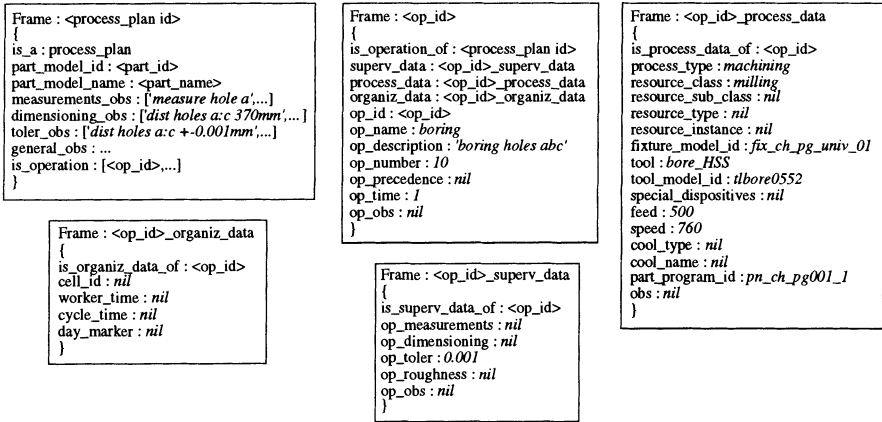 Frame : <process_plan id>
{
is_a : process_plan
part_model_id : <part_id>
part_model_name : <part_name>
measurements_obs : ['measure hole a',...]
dimensioning_obs : ['dist holes a:c 370mm',...]
toler_obs : ['dist holes a:c +-0.001mm',...]
general_obs : ...
is_operation : [<op_id>,...]
}
Frame : <op_id>
{
is_operation_of : <process_plan id>
superv_data : <op_id>_superv_data
process_data : <op_id>_process_data
organiz_data : <op_id>_organiz_data
op_id : <op_id>
op_name : boring
op_description : 'boring holes abc'
op_number : 10
op_precedence : nil
op_time : 1
op_obs : nil
}
Frame : <op_id>_process_data
{
is_process_data_of : <op_id>
process_type : machining
resource_class : milling
resource_sub_class : nil
resource_type : nil
resource_instance : nil
fixture_model_id : fix_ch_pg_univ_01
tool : bore_HSS
tool_model_id : tlbore0552
special_dispositives : nil
feed : 500
speed : 760
cool_type : nil
cool_name : nil
part_program_id : pn_ch_pg001_1
obs : nil
}
Frame : <op_id>_organiz_data
{
is_organiz_data_of : <op_id>
cell_id : nil
worker_time : nil
cycle_time : nil
day_marker : nil
}
Frame : <op_id>_superv_data
{
is_superv_data_of : <op_id>
op_measurements : nil
op_dimensioning : nil
op_toler : 0.001
op_roughness : nil
op_obs : nil
}